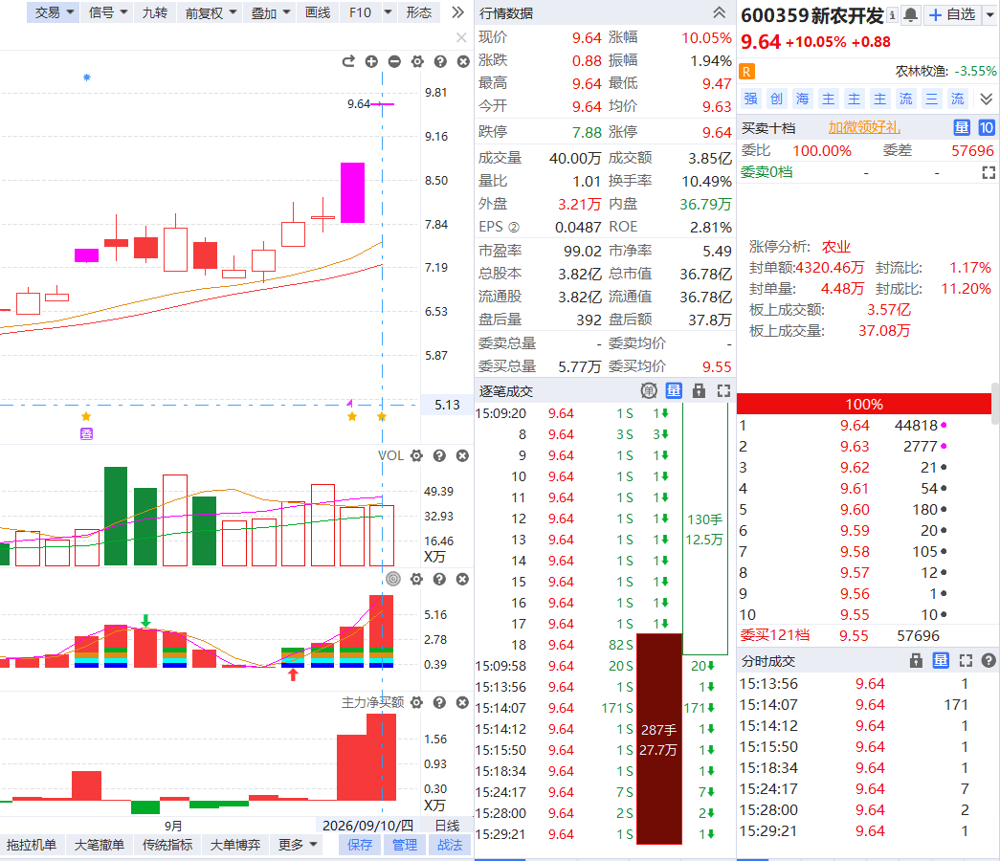 交易 信号 九转 前复权 叠加 画线 F10 形态
9.64
9.81
9.16
8.50
7.84
7.19
6.53
5.87
5.13
VOL
49.39
32.93
16.46
X万
5.16
2.78
0.39
主力净买额
1.56
0.93
0.30
X万
9月 2026/09/10/四 日线
拖拉机单 大笔撤单 传统指标 大单博弈 更多 保存 管理 战法
行情数据
现价 9.64 涨幅 10.05%
涨跌 0.88 振幅 1.94%
最高 9.64 最低 9.47
今开 9.64 均价 9.63
跌停 7.88 涨停 9.64
成交量 40.00万 成交额 3.85亿
量比 1.01 换手率 10.49%
外盘 3.21万 内盘 36.79万
EPS ② 0.0487 ROE 2.81%
市盈率 99.02 市净率 5.49
总股本 3.82亿 总市值 36.78亿
流通股 3.82亿 流通值 36.78亿
盘后量 392 盘后额 37.8万
委卖总量 - 委卖均价 -
委买总量 5.77万 委买均价 9.55
逐笔成交 单 量
15:09:20 9.64 1S 1
8 9.64 3S 3
9 9.64 1S 1
10 9.64 1S 1
11 9.64 1S 1
12 9.64 1S 1 130手
13 9.64 1S 1 12.5万
14 9.64 1S 1
15 9.64 1S 1
16 9.64 1S 1
17 9.64 1S 1
18 9.64 82S
15:09:58 9.64 20S 20
15:13:56 9.64 1S 1
15:14:07 9.64 171S 171
15:14:12 9.64 1S 287手 1
15:15:50 9.64 1S 27.7万 1
15:18:34 9.64 1S 1
15:24:17 9.64 7S 7
15:28:00 9.64 2S 2
15:29:21 9.64 1S 1
600359 新农开发 自选
9.64 +10.05% +0.88
R 农林牧渔: -3.55%
强 创 海 主 主 主 流 三 流
买卖十档 加微领好礼 量 10
委比 100.00% 委差 57696
委卖0档 - -
涨停分析: 农业
封单额:4320.46万 封流比: 1.17%
封单量: 4.48万 封成比: 11.20%
板上成交额: 3.57亿
板上成交量: 37.08万
100%
1 9.64 44818
2 9.63 2777
3 9.62 21
4 9.61 54
5 9.60 180
6 9.59 20
7 9.58 105
8 9.57 12
9 9.56 1
10 9.55 10
委买121档 9.55 57696
分时成交 量
15:13:56 9.64 1
15:14:07 9.64 171
15:14:12 9.64 1
15:15:50 9.64 1
15:18:34 9.64 1
15:24:17 9.64 7
15:28:00 9.64 2
15:29:21 9.64 1